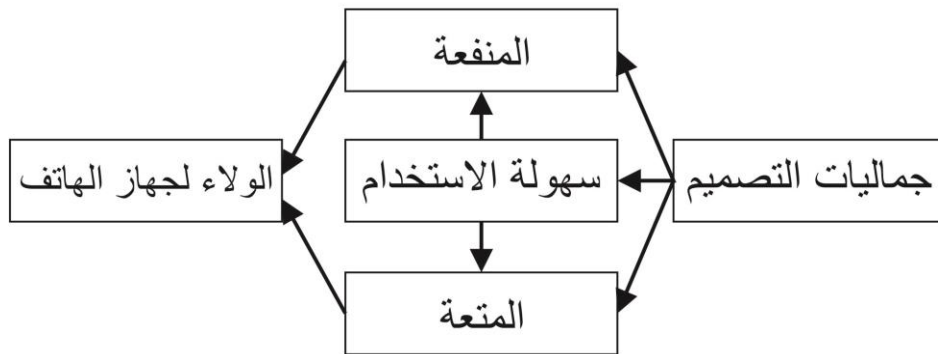 المنفعة
جماليات التصميم
سهولة الاستخدام
الولاء لجهاز الهاتف
المتعة